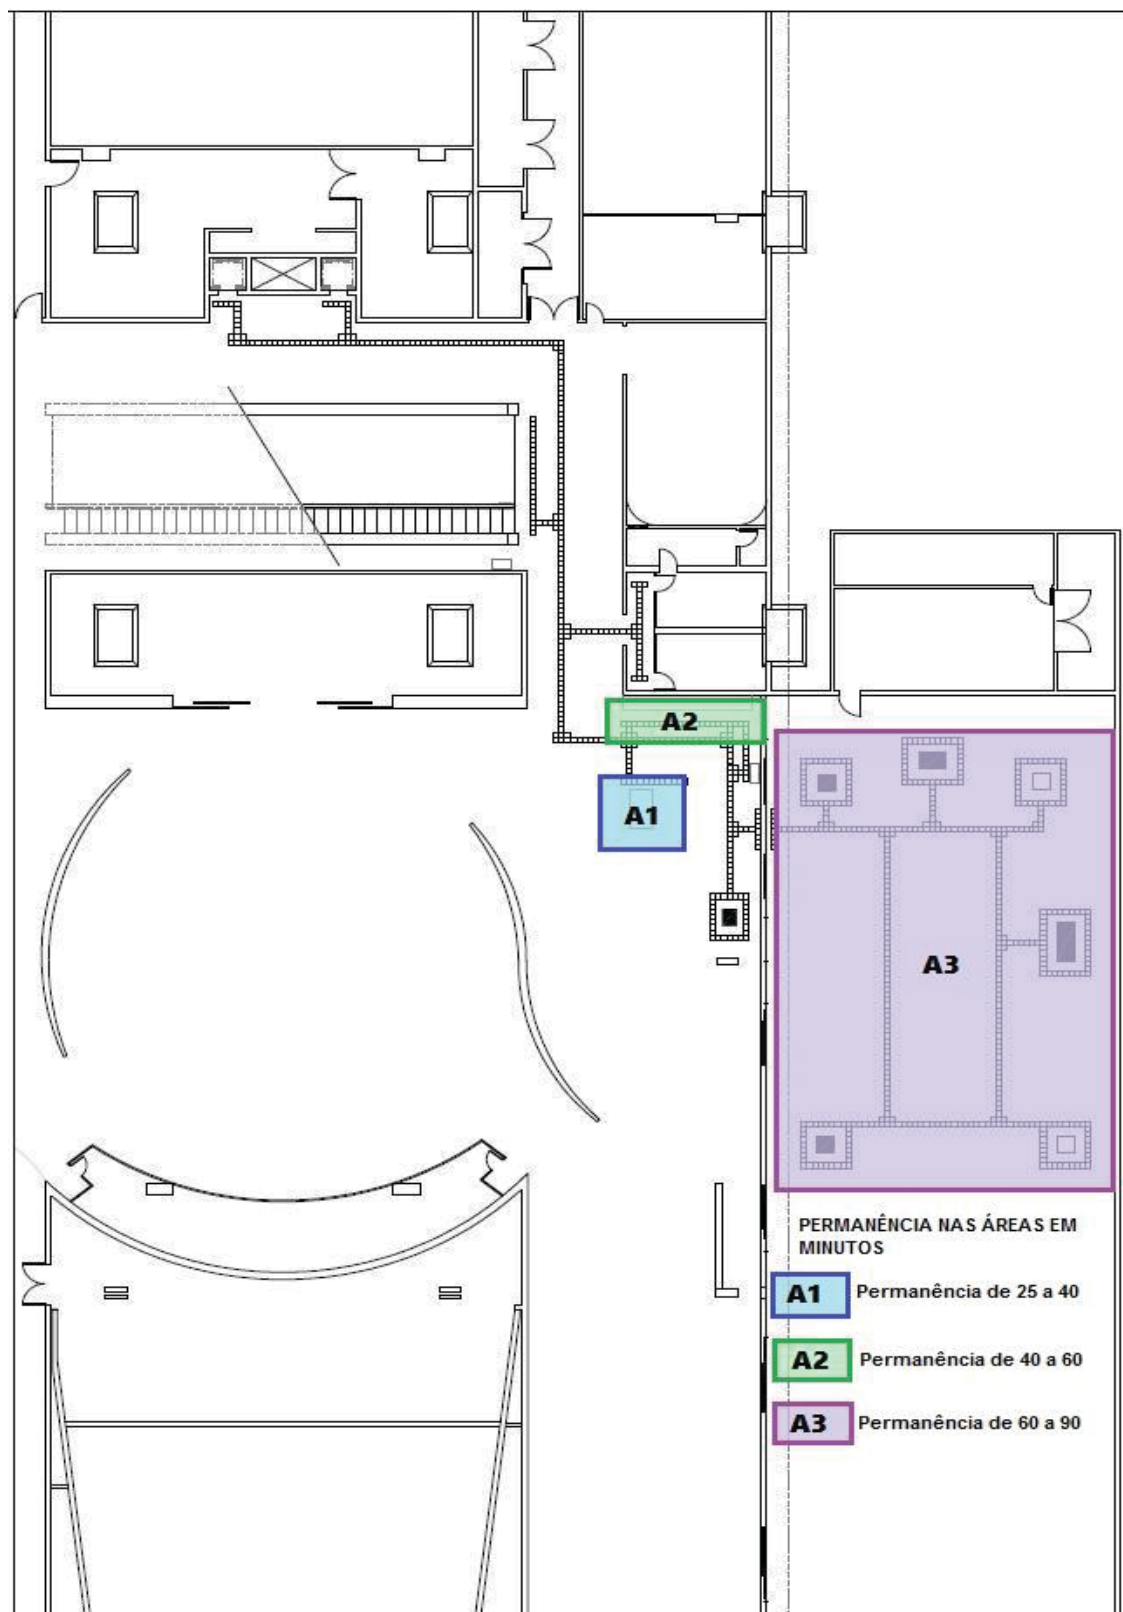 A2
A1
A3
PERMANÊNCIA NAS ÁREAS EM
MINUTOS
A1 Permanência de 25 a 40
A2 Permanência de 40 a 60
A3 Permanência de 60 a 90